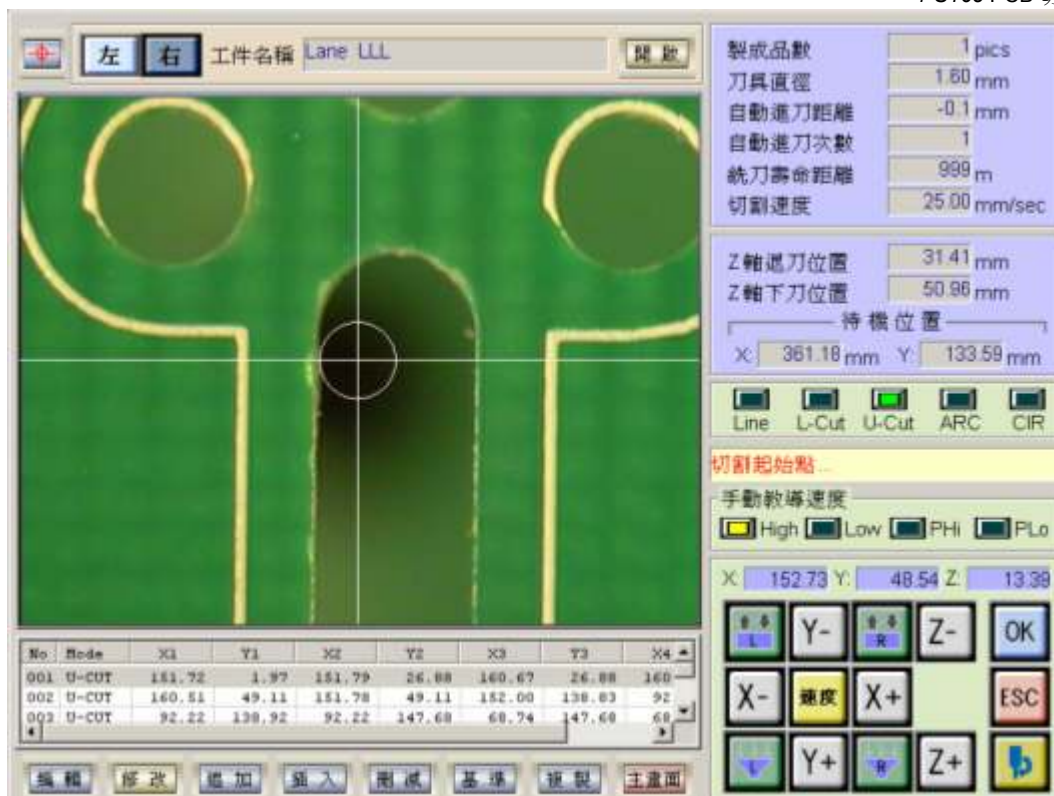 左 右 工件名稱 Lane LLL 開啟
製成品數 1 pics
刀具直徑 1.60 mm
自動進刀距離 -0.1 mm
自動進刀次數 1
銑刀壽命距離 999 m
切割速度 25.00 mm/sec
Z軸退刀位置 31.41 mm
Z軸下刀位置 50.96 mm
待機位置
X: 361.18 mm Y: 133.59 mm
Line L-Cut U-Cut ARC CIR
切割起始點...
手動教導速度
High Low PHi PLo
X: 152.73 Y: 48.54 Z: 13.39
L Y- R Z- OK
X- 速度 X+ ESC
L Y+ R Z+
No Mode X1 Y1 X2 Y2 X3 Y3 X4
001 U-CUT 151.72 1.97 151.79 26.88 160.67 26.88 160
002 U-CUT 160.51 49.11 151.78 49.11 152.00 138.83 92
003 U-CUT 92.22 138.92 92.22 147.68 68.74 147.68 68
編輯 修改 追加 插入 刪減 基準 複製 主畫面